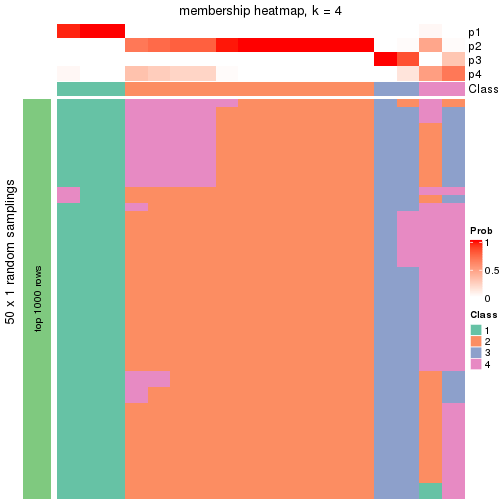 membership heatmap, k = 4
p1
p2
p3
p4
Class
50 x 1 random samplings
top 1000 rows
Prob
1
0.5
0
Class
1
2
3
4